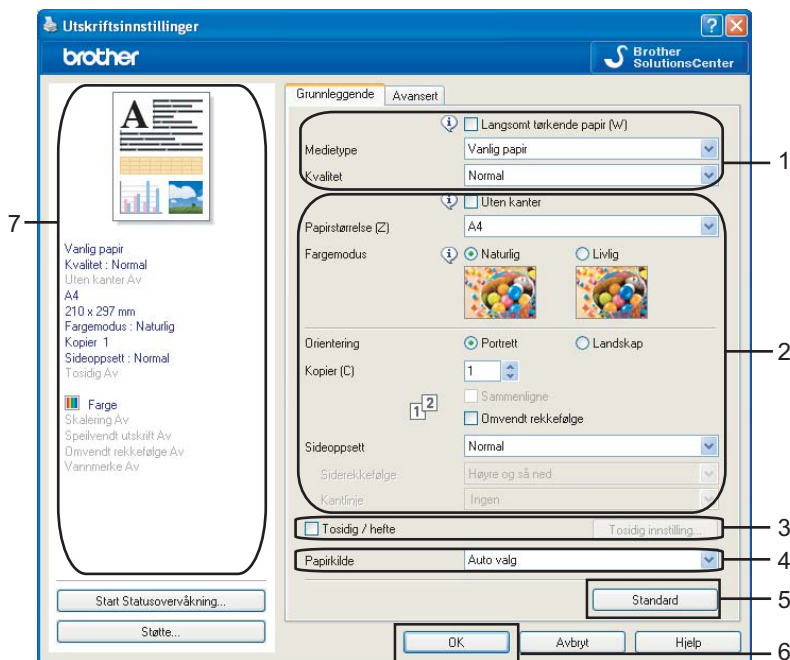 Utskriftsinnstillinger
brother
Brother
SolutionsCenter
Grunnleggende
Avansert
Langsomt tørkende papir (W)
Medietype
Vanlig papir
Kvalitet
Normal
1
Uten kanter
Papirstørrelse (Z)
A4
Fargemodus
Naturlig
Livlig
Orientering
Portrett
Landskap
Kopier (C)
1
Sammenligne
1 2
Omvendt rekkefølge
Sideoppsett
Normal
Siderekkefølge
Høyre og så ned
Kantlinje
Ingen
2
Tosidig / hefte
Tosidig innstilling...
3
Papirkilde
Auto valg
4
Standard
5
OK
Avbryt
Hjelp
6
7
A
Vanlig papir
Kvalitet : Normal
Uten kanter Av
A4
210 x 297 mm
Fargemodus : Naturlig
Kopier 1
Sideoppsett : Normal
Tosidig Av
Farge
Skalering Av
Speilvendt utskrift Av
Omvendt rekkefølge Av
Vannmerke Av
Start Statusovervåkning...
Støtte...